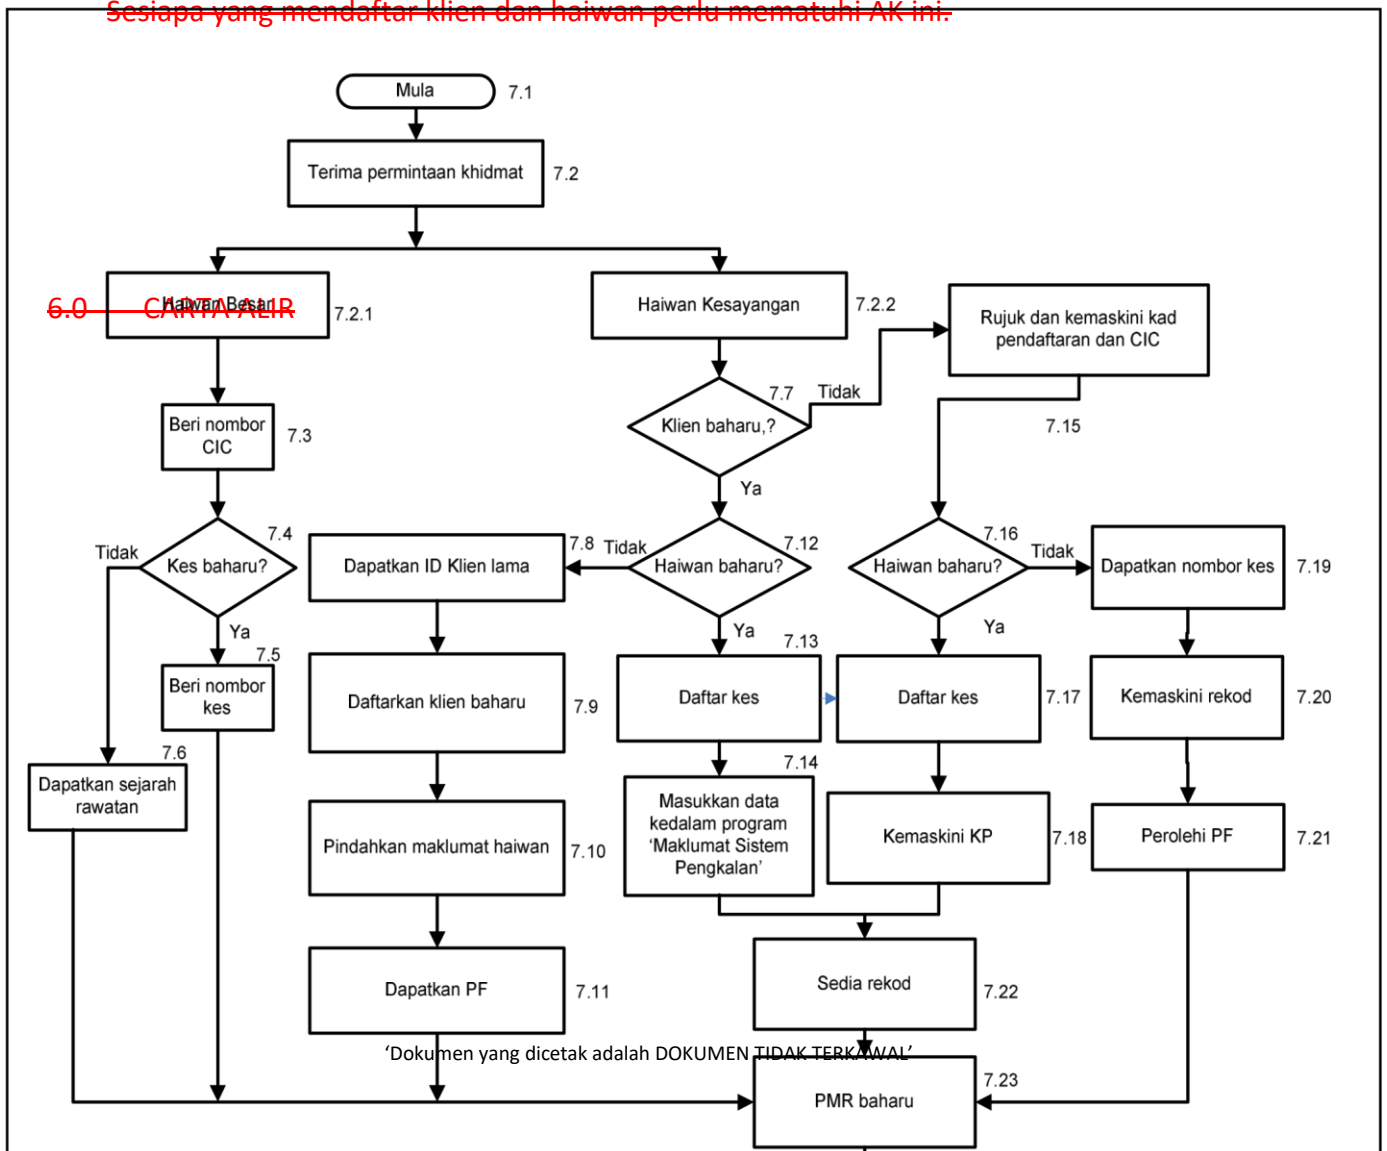 Sesiapa yang mendaftar klien dan haiwan perlu mematuhi AK ini.
Mula
7.1
Terima permintaan khidmat
7.2
6.0 CARTA ALIR
Haiwan Besar
7.2.1
Haiwan Kesayangan
7.2.2
Rujuk dan kemaskini kad
pendaftaran dan CIC
7.15
Beri nombor
CIC
7.3
Klien baharu,?
7.7
Tidak
Ya
Kes baharu?
7.4
Tidak
Ya
Dapatkan ID Klien lama
7.8
Tidak
Haiwan baharu?
7.12
Ya
Haiwan baharu?
7.16
Tidak
Ya
Dapatkan nombor kes
7.19
7.5
Beri nombor
kes
Daftarkan klien baharu
7.9
7.13
Daftar kes
Daftar kes
7.17
Kemaskini rekod
7.20
7.6
Dapatkan sejarah
rawatan
7.14
Masukkan data
kedalam program
‘Maklumat Sistem
Pengkalan’
Pindahkan maklumat haiwan
7.10
Kemaskini KP
7.18
Perolehi PF
7.21
Dapatkan PF
7.11
Sedia rekod
7.22
‘Dokumen yang dicetak adalah DOKUMEN TIDAK TERKAWAL’
PMR baharu
7.23